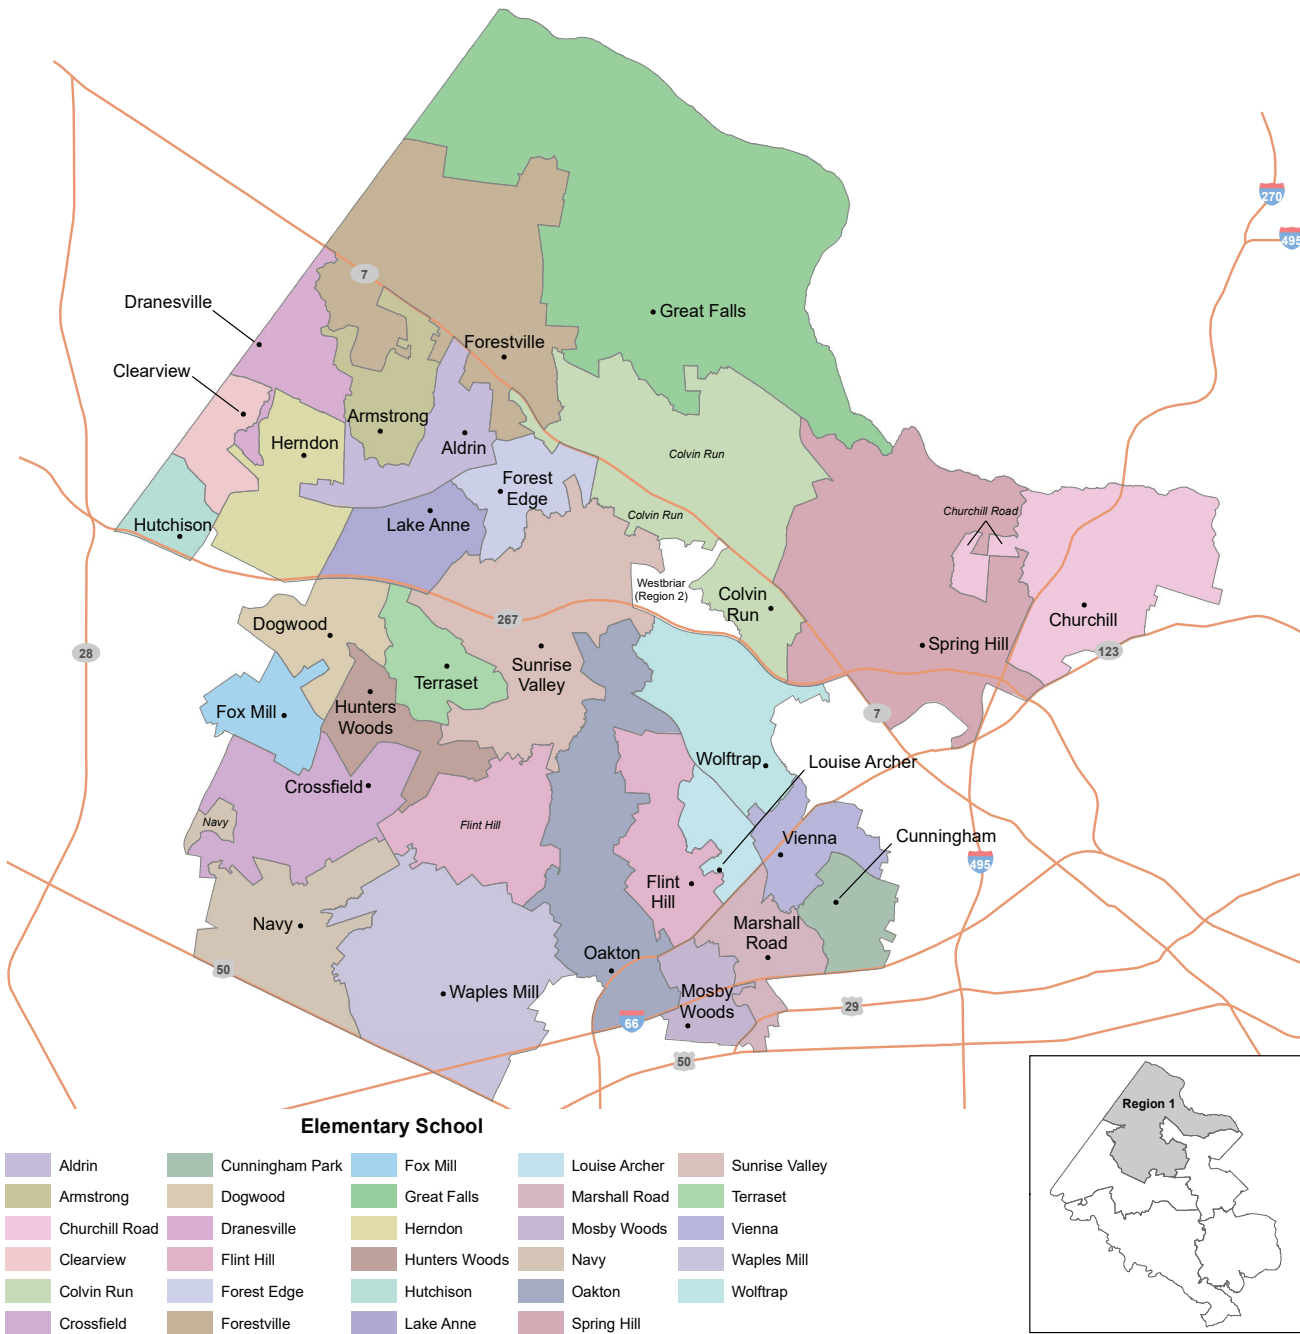 270
495
7
Dranesville
Great Falls
Forestville
Clearview
Armstrong
Herndon
Aldrin
Colvin Run
Forest
Edge
Churchill Road
Colvin Run
Hutchison
Lake Anne
Westbriar
(Region 2)
Colvin
Run
Churchill
Dogwood
267
28
Spring Hill
123
Sunrise
Valley
Terraset
Hunters
Woods
Fox Mill
7
Wolftrap
Louise Archer
Crossfield
Navy
Flint Hill
Vienna
Cunningham
495
Flint
Hill
Navy
Marshall
Road
Oakton
50
Waples Mill
Mosby
Woods
29
66
50
Region 1
Elementary School
Aldrin
Armstrong
Churchill Road
Clearview
Colvin Run
Crossfield
Cunningham Park
Dogwood
Dranesville
Flint Hill
Forest Edge
Forestville
Fox Mill
Great Falls
Herndon
Hunters Woods
Hutchison
Lake Anne
Louise Archer
Marshall Road
Mosby Woods
Navy
Oakton
Spring Hill
Sunrise Valley
Terraset
Vienna
Waples Mill
Wolftrap